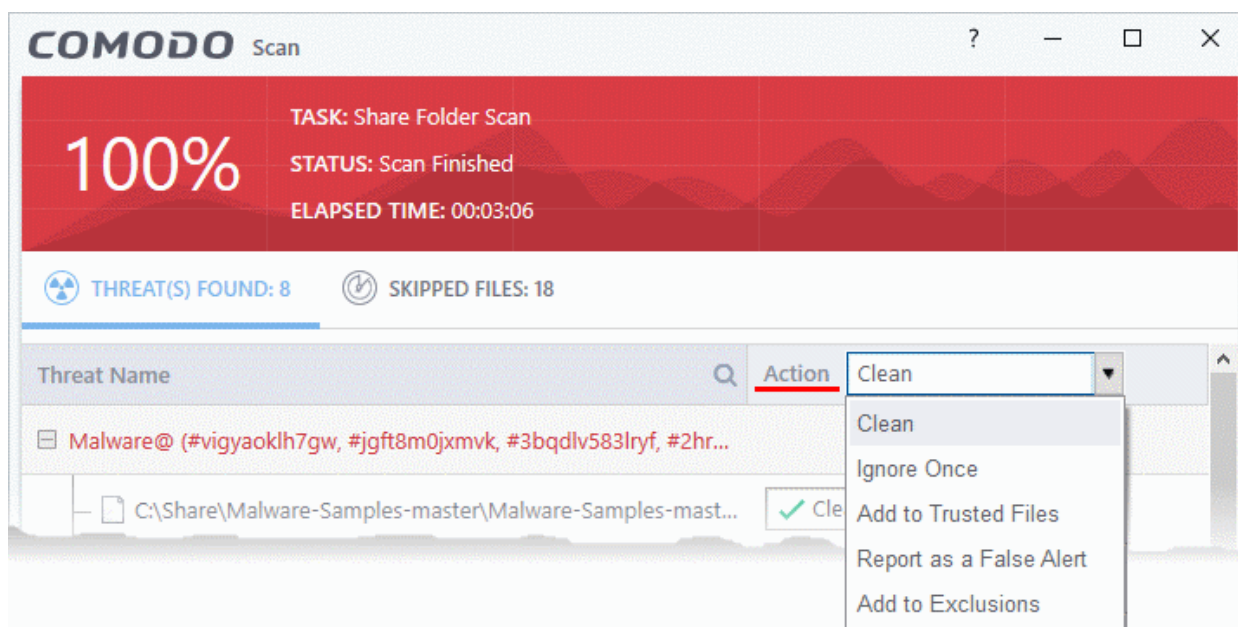 COMODO Scan ?
100%
TASK: Share Folder Scan
STATUS: Scan Finished
ELAPSED TIME: 00:03:06
THREAT(S) FOUND: 8 SKIPPED FILES: 18
Threat Name Action Clean
Malware@ (#vigyaoklh7gw, #jgft8m0jxmvk, #3bqdlv583lryf, #2hr...
C:\Share\Malware-Samples-master\Malware-Samples-mast... Cle
Clean
Ignore Once
Add to Trusted Files
Report as a False Alert
Add to Exclusions